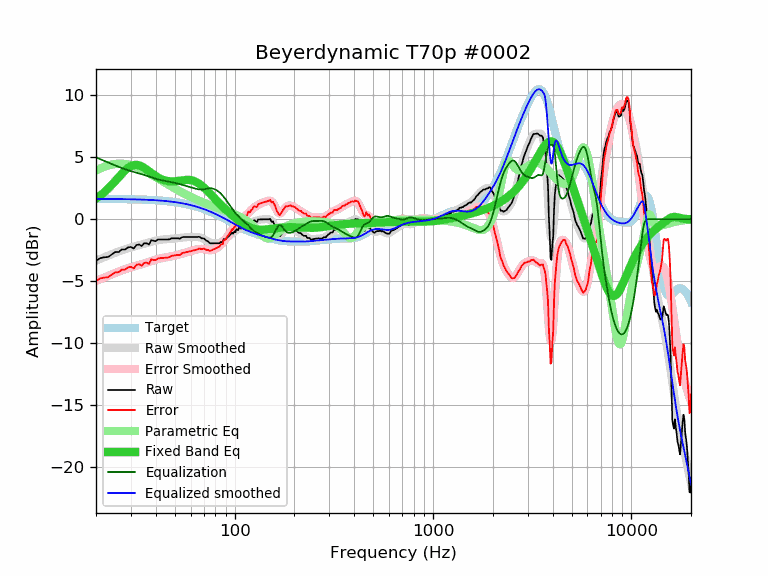 Beyerdynamic T70p #0002
10
5
0
−5
−10
−15
−20
Amplitude (dBr)
Target
Raw Smoothed
Error Smoothed
Raw
Error
Parametric Eq
Fixed Band Eq
Equalization
Equalized smoothed
100
1000
10000
Frequency (Hz)